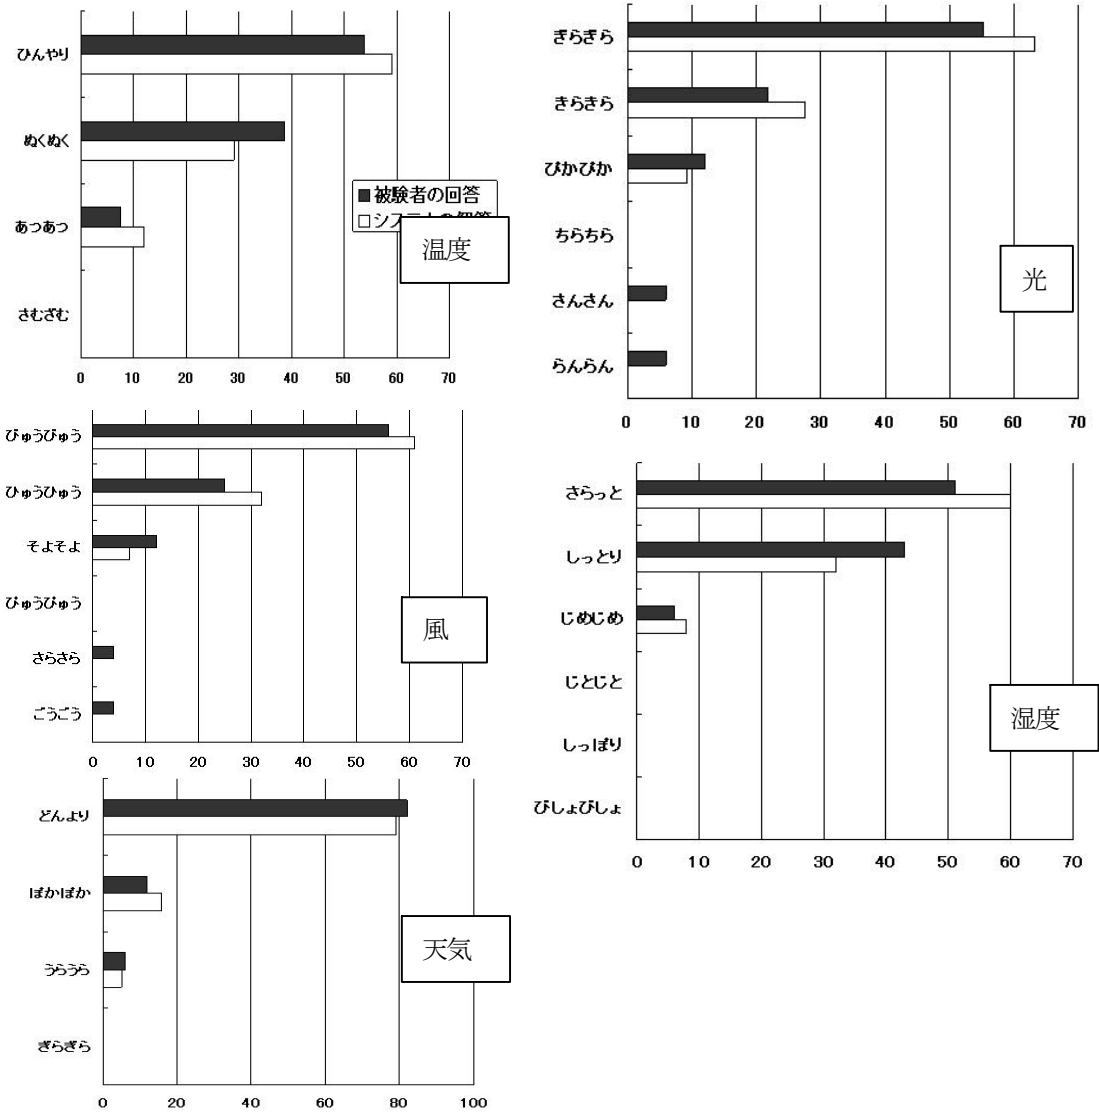 ひんやり
ぬくぬく
あつあつ
さむざむ
0 10 20 30 40 50 60 70
■被験者の回答
温度
ぎらぎら
きらきら
ぴかぴか
ちらちら
さんさん
らんらん
0 10 20 30 40 50 60 70
光
びゅうびゅう
ひゅうひゅう
そよそよ
ぴゅうぴゅう
さらさら
ごうごう
0 10 20 30 40 50 60 70
風
さらっと
しっとり
じめじめ
じとじと
しっぽり
びしょびしょ
0 10 20 30 40 50 60 70
湿度
どんより
ぽかぽか
うらうら
ぎらぎら
0 20 40 60 80 100
天気